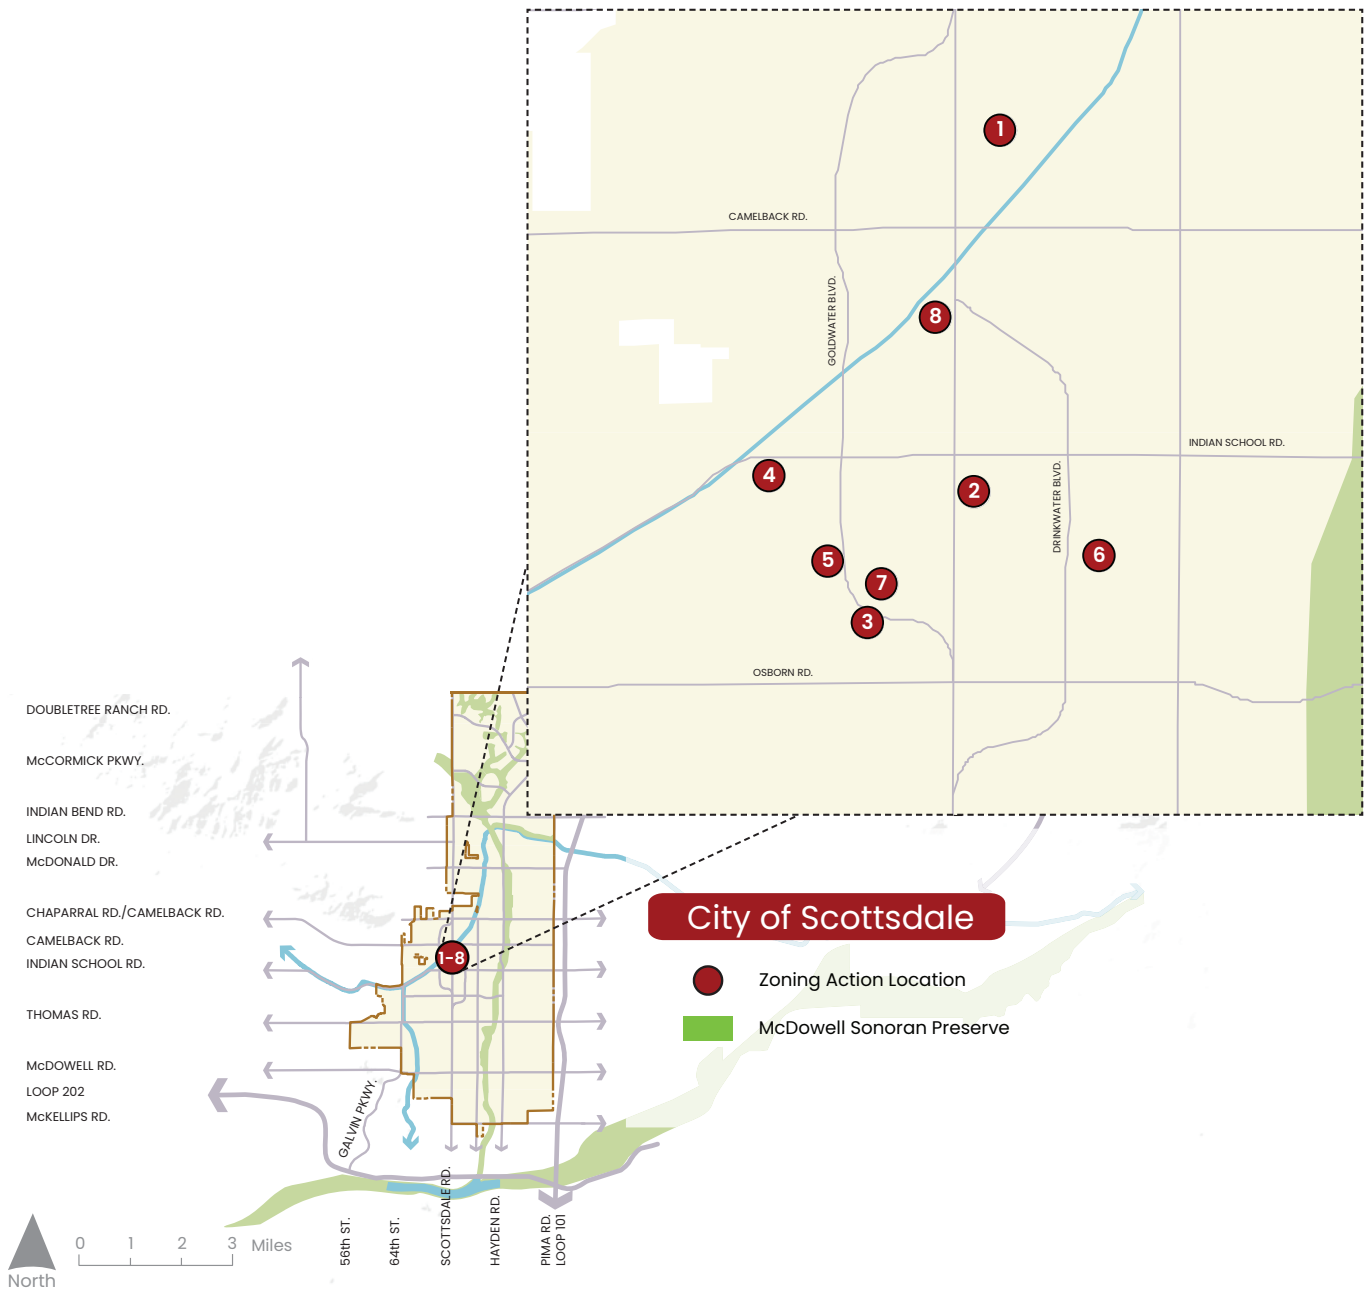 1
CAMELBACK RD.
GOLDWATER BLVD.
8
INDIAN SCHOOL RD.
4
2
DRINKWATER BLVD.
5
6
7
3
OSBORN RD.
DOUBLETREE RANCH RD.
McCORMICK PKWY.
INDIAN BEND RD.
LINCOLN DR.
McDONALD DR.
CHAPARRAL RD./CAMELBACK RD.
CAMELBACK RD.
INDIAN SCHOOL RD.
THOMAS RD.
McDOWELL RD.
LOOP 202
McKELLIPS RD.
1-8
City of Scottsdale
Zoning Action Location
McDowell Sonoran Preserve
GALVIN PKWY.
56th ST.
64th ST.
SCOTTSDALE RD.
HAYDEN RD.
PIMA RD.
LOOP 101
0 1 2 3 Miles
North